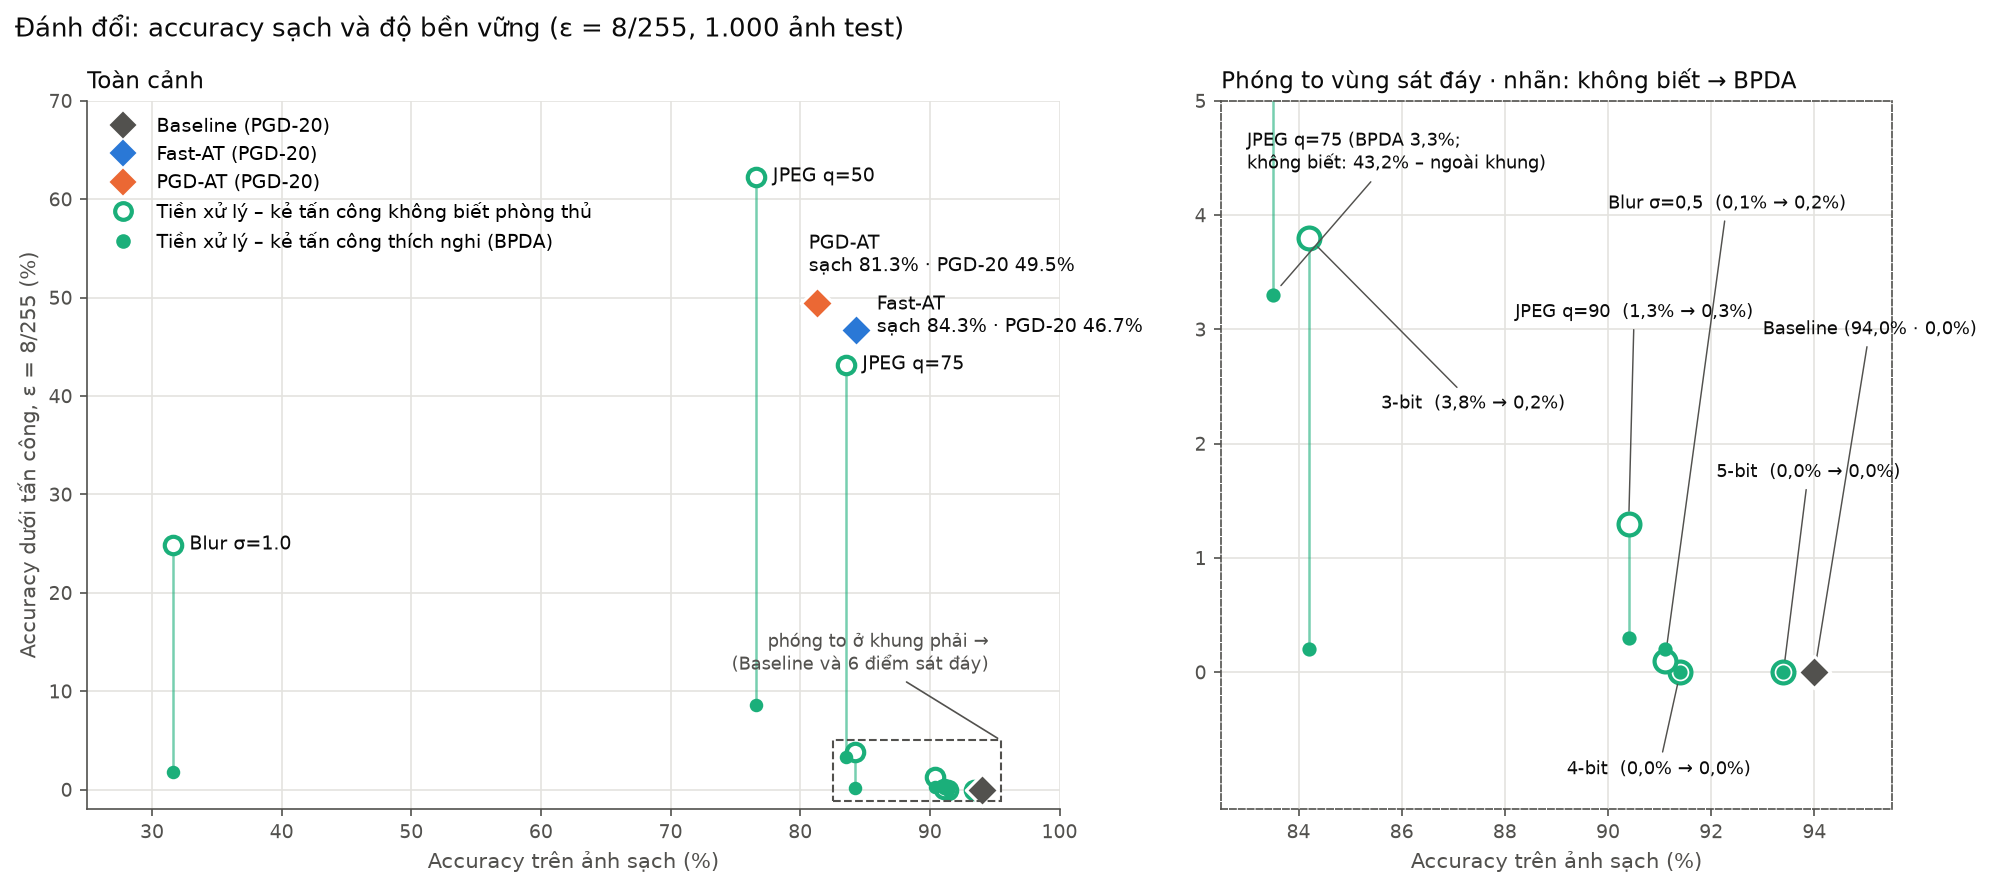 Đánh đổi: accuracy sạch và độ bền vững (ε = 8/255, 1.000 ảnh test)
Toàn cảnh
70
60
50
40
30
20
10
0
Accuracy dưới tấn công, ε = 8/255 (%)
Baseline (PGD-20)
Fast-AT (PGD-20)
PGD-AT (PGD-20)
Tiền xử lý – kẻ tấn công không biết phòng thủ
Tiền xử lý – kẻ tấn công thích nghi (BPDA)
JPEG q=50
PGD-AT
sạch 81.3% · PGD-20 49.5%
Fast-AT
sạch 84.3% · PGD-20 46.7%
JPEG q=75
Blur σ=1.0
phóng to ở khung phải →
(Baseline và 6 điểm sát đáy)
30
40
50
60
70
80
90
100
Accuracy trên ảnh sạch (%)
Phóng to vùng sát đáy · nhãn: không biết → BPDA
5
4
3
2
1
0
JPEG q=75 (BPDA 3,3%;
không biết: 43,2% – ngoài khung)
Blur σ=0,5 (0,1% → 0,2%)
JPEG q=90 (1,3% → 0,3%)
Baseline (94,0% · 0,0%)
3-bit (3,8% → 0,2%)
5-bit (0,0% → 0,0%)
4-bit (0,0% → 0,0%)
84
86
88
90
92
94
Accuracy trên ảnh sạch (%)